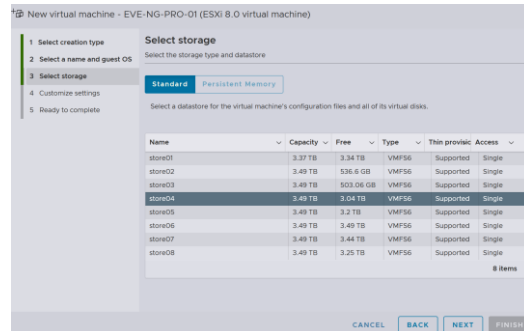 New virtual machine - EVE-NG-PRO-01 (ESXi 8.0 virtual machine)
1 Select creation type
2 Select a name and guest OS
3 Select storage
4 Customize settings
5 Ready to complete
Select storage
Select the storage type and datastore
Standard Persistent Memory
Select a datastore for the virtual machine's configuration files and all of its virtual disks.
Name Capacity Free Type Thin provisic Access
store01 3.37 TB 3.34 TB VMFS6 Supported Single
store02 3.49 TB 536.6 GB VMFS6 Supported Single
store03 3.49 TB 503.06 GB VMFS6 Supported Single
store04 3.49 TB 3.04 TB VMFS6 Supported Single
store05 3.49 TB 3.2 TB VMFS6 Supported Single
store06 3.49 TB 3.49 TB VMFS6 Supported Single
store07 3.49 TB 3.44 TB VMFS6 Supported Single
store08 3.49 TB 3.25 TB VMFS6 Supported Single
8 items
CANCEL BACK NEXT FINISH